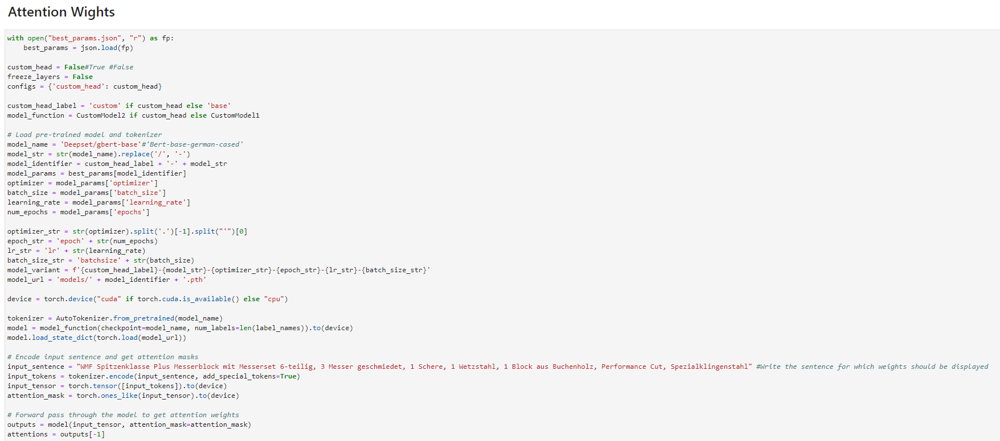 Attention Wights
with open("best_params.json", "r") as fp:
    best_params = json.load(fp)
custom_head = False#True #False
freeze_layers = False
configs = {'custom_head': custom_head}
custom_head_label = 'custom' if custom_head else 'base'
model_function = CustomModel2 if custom_head else CustomModel1
# Load pre-trained model and tokenizer
model_name = 'Deepset/gbert-base'#'Bert-base-german-cased'
model_str = str(model_name).replace('/', '-')
model_identifier = custom_head_label + '-' + model_str
model_params = best_params[model_identifier]
optimizer = model_params['optimizer']
batch_size = model_params['batch_size']
learning_rate = model_params['learning_rate']
num_epochs = model_params['epochs']
optimizer_str = str(optimizer).split('.')[-1].split("'")[0]
epoch_str = 'epoch' + str(num_epochs)
lr_str = 'lr' + str(learning_rate)
batch_size_str = 'batchsize' + str(batch_size)
model_variant = f'{custom_head_label}-{model_str}-{optimizer_str}-{epoch_str}-{lr_str}-{batch_size_str}'
model_url = 'models/' + model_identifier + '.pth'
device = torch.device("cuda" if torch.cuda.is_available() else "cpu")
tokenizer = AutoTokenizer.from_pretrained(model_name)
model = model_function(checkpoint=model_name, num_labels=len(label_names)).to(device)
model.load_state_dict(torch.load(model_url))
# Encode input sentence and get attention masks
input_sentence = "WMF Spitzenklasse Plus Messerblock mit Messerset 6-teilig, 3 Messer geschmiedet, 1 Schere, 1 Wetzstahl, 1 Block aus Buchenholz, Performance Cut, Spezialklingenstahl" #Write the sentence for which weights should be displayed
input_tokens = tokenizer.encode(input_sentence, add_special_tokens=True)
input_tensor = torch.tensor([input_tokens]).to(device)
attention_mask = torch.ones_like(input_tensor).to(device)
# Forward pass through the model to get attention weights
outputs = model(input_tensor, attention_mask=attention_mask)
attentions = outputs[-1]